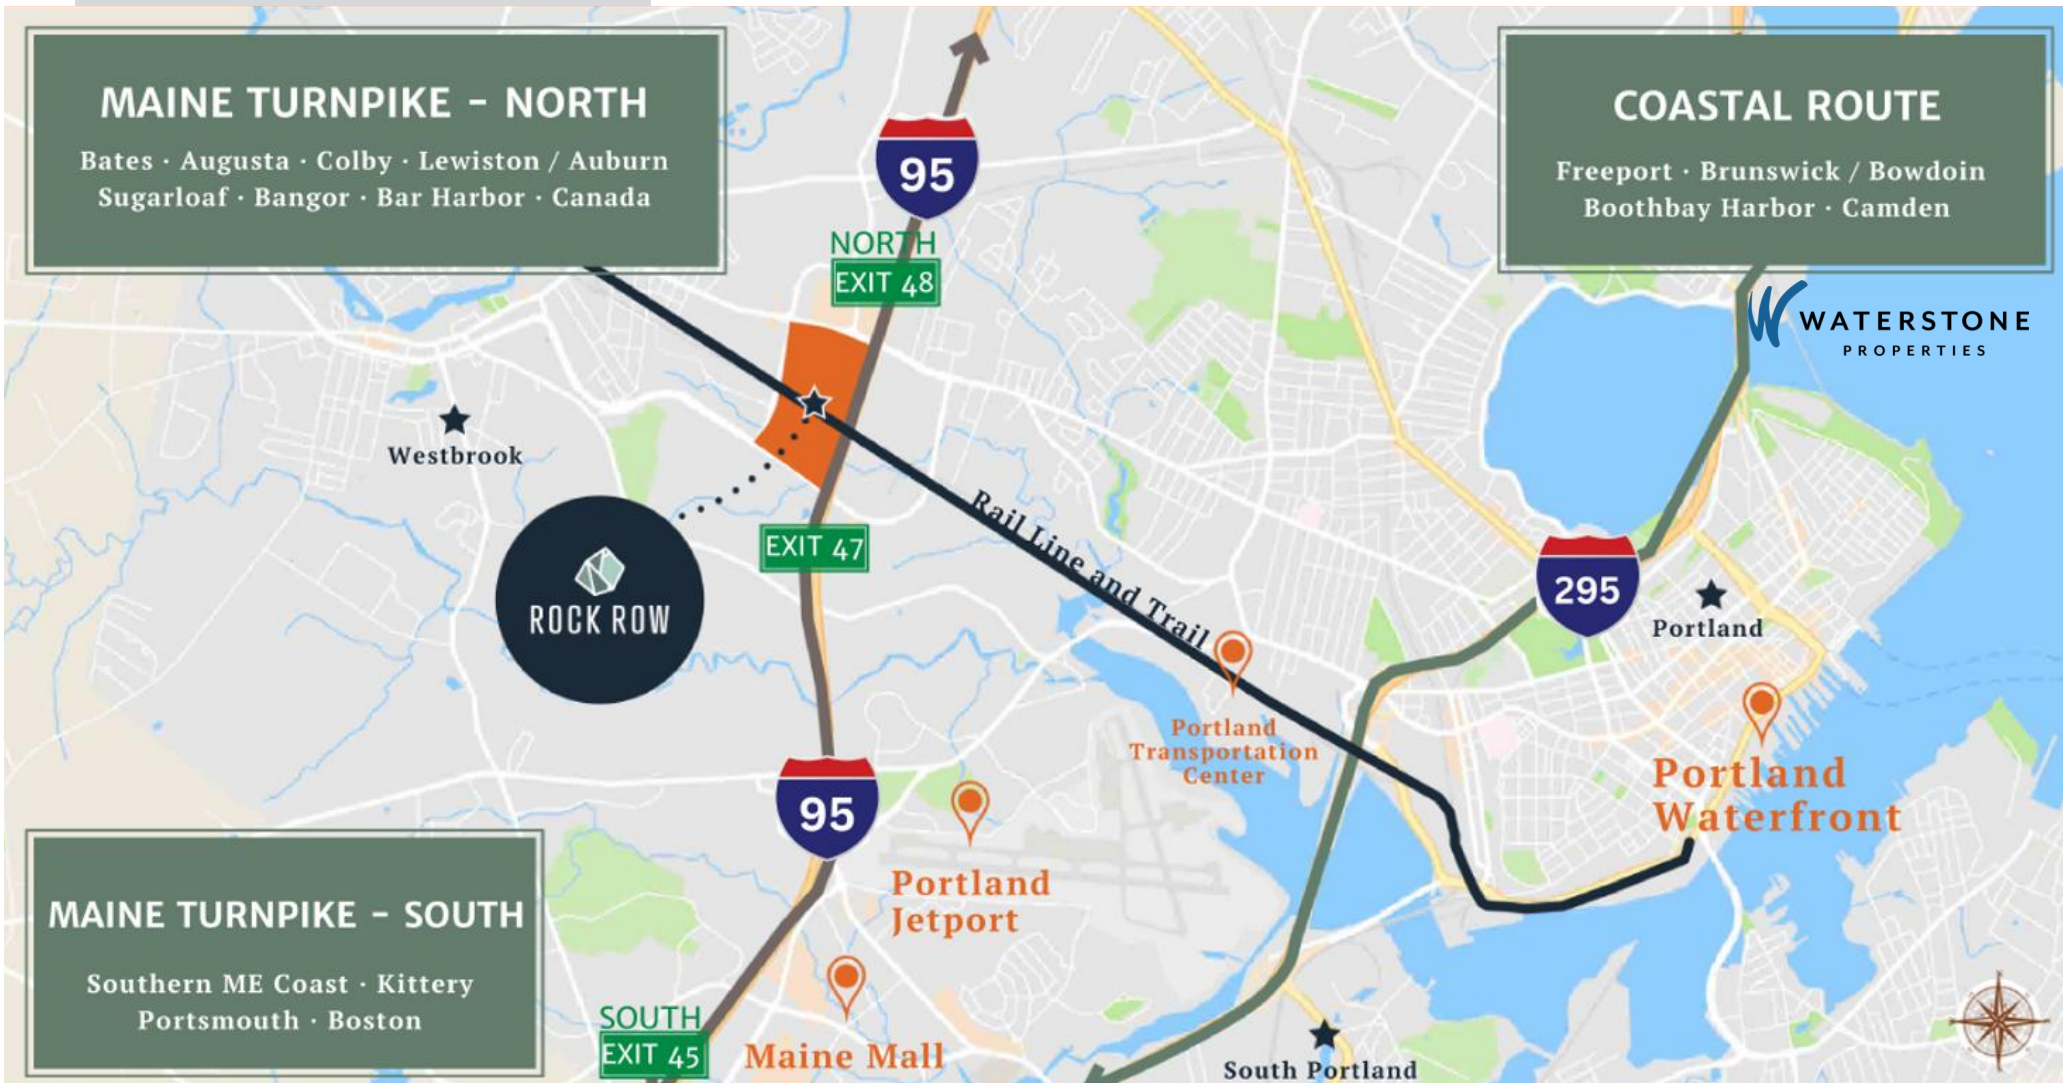 MAINE TURNPIKE - NORTH
Bates · Augusta · Colby · Lewiston / Auburn
Sugarloaf · Bangor · Bar Harbor · Canada
COASTAL ROUTE
Freeport · Brunswick / Bowdoin
Boothbay Harbor · Camden
95
NORTH
EXIT 48
WATERSTONE
PROPERTIES
Westbrook
ROCK ROW
EXIT 47
Rail Line and Trail
295
Portland
Portland
Transportation
Center
Portland
Waterfront
95
Portland
Jetport
MAINE TURNPIKE - SOUTH
Southern ME Coast · Kittery
Portsmouth · Boston
SOUTH
EXIT 45
Maine Mall
South Portland